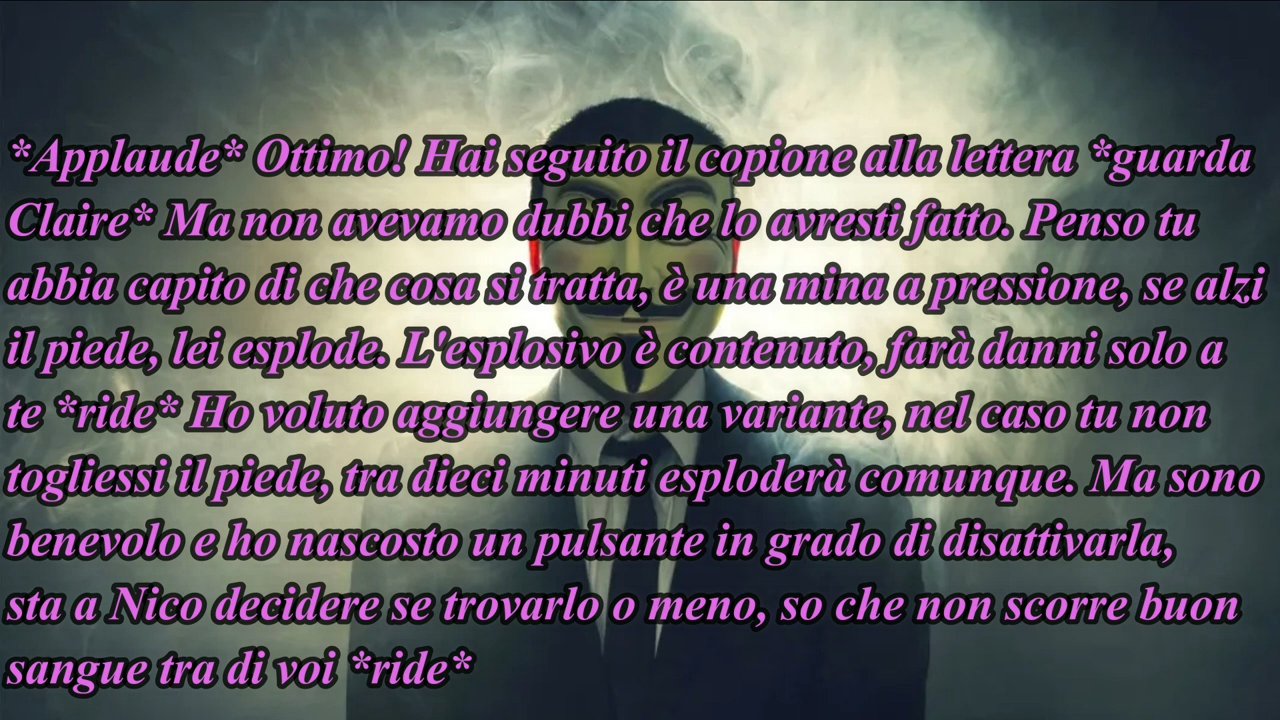 *Applaude* Ottimo! Hai seguito il copione alla lettera *guarda
Claire* Ma non avevamo dubbi che lo avresti fatto. Penso tu
abbia capito di che cosa si tratta, è una mina a pressione, se alzi
il piede, lei esplode. L'esplosivo è contenuto, farà danni solo a
te *ride* Ho voluto aggiungere una variante, nel caso tu non
togliessi il piede, tra dieci minuti esploderà comunque. Ma sono
benevolo e ho nascosto un pulsante in grado di disattivarla,
sta a Nico decidere se trovarlo o meno, so che non scorre buon
sangue tra di voi *ride*